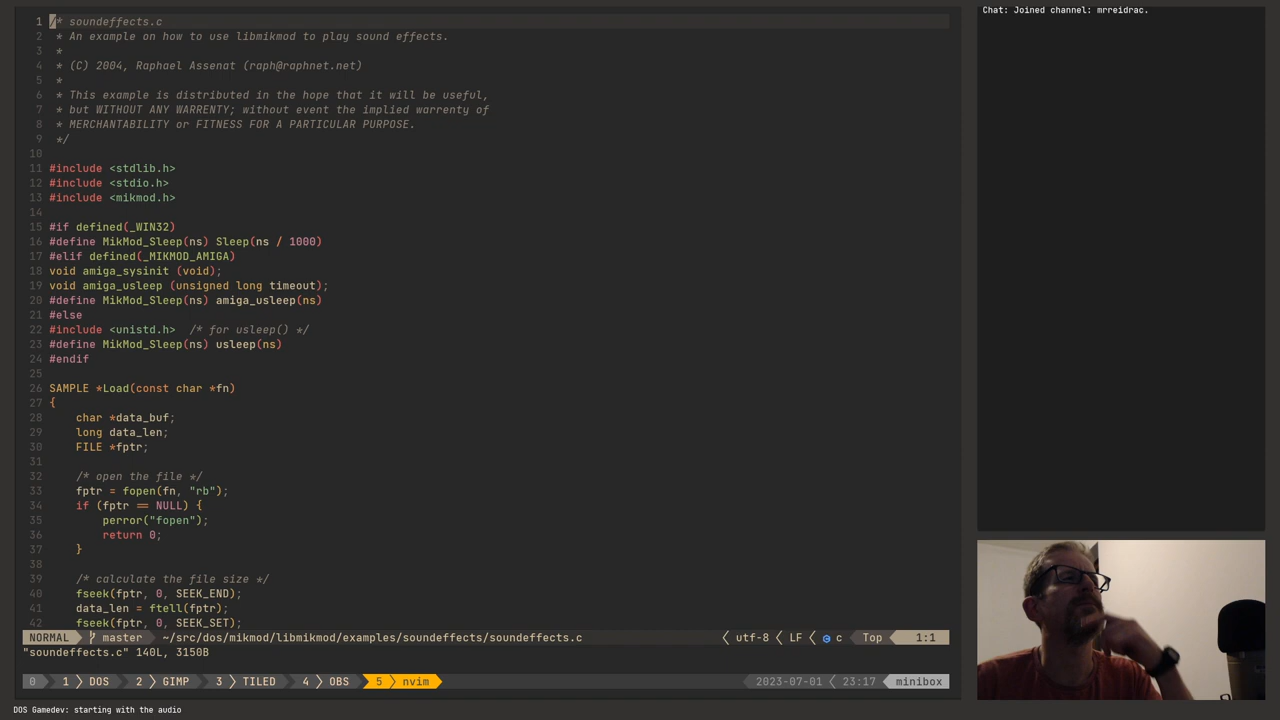 1 /* soundeffects.c
2  * An example on how to use libmikmod to play sound effects.
3  *
4  * (C) 2004, Raphael Assenat (raph@raphnet.net)
5  *
6  * This example is distributed in the hope that it will be useful,
7  * but WITHOUT ANY WARRENTY; without event the implied warrenty of
8  * MERCHANTABILITY or FITNESS FOR A PARTICULAR PURPOSE.
9  */
10
11 #include <stdlib.h>
12 #include <stdio.h>
13 #include <mikmod.h>
14
15 #if defined(_WIN32)
16 #define MikMod_Sleep(ns) Sleep(ns / 1000)
17 #elif defined(_MIKMOD_AMIGA)
18 void amiga_sysinit (void);
19 void amiga_usleep (unsigned long timeout);
20 #define MikMod_Sleep(ns) amiga_usleep(ns)
21 #else
22 #include <unistd.h>  /* for usleep() */
23 #define MikMod_Sleep(ns) usleep(ns)
24 #endif
25
26 SAMPLE *Load(const char *fn)
27 {
28     char *data_buf;
29     long data_len;
30     FILE *fptr;
31
32     /* open the file */
33     fptr = fopen(fn, "rb");
34     if (fptr == NULL) {
35         perror("fopen");
36         return 0;
37     }
38
39     /* calculate the file size */
40     fseek(fptr, 0, SEEK_END);
41     data_len = ftell(fptr);
42     fseek(fptr, 0, SEEK_SET);
NORMAL master ~/src/dos/mikmod/libmikmod/examples/soundeffects/soundeffects.c utf-8 LF c Top 1:1
"soundeffects.c" 140L, 3150B
0 1 DOS 2 GIMP 3 TILED 4 OBS 5 nvim 2023-07-01 23:17 minibox
DOS Gamedev: starting with the audio
Chat: Joined channel: mrreidrac.